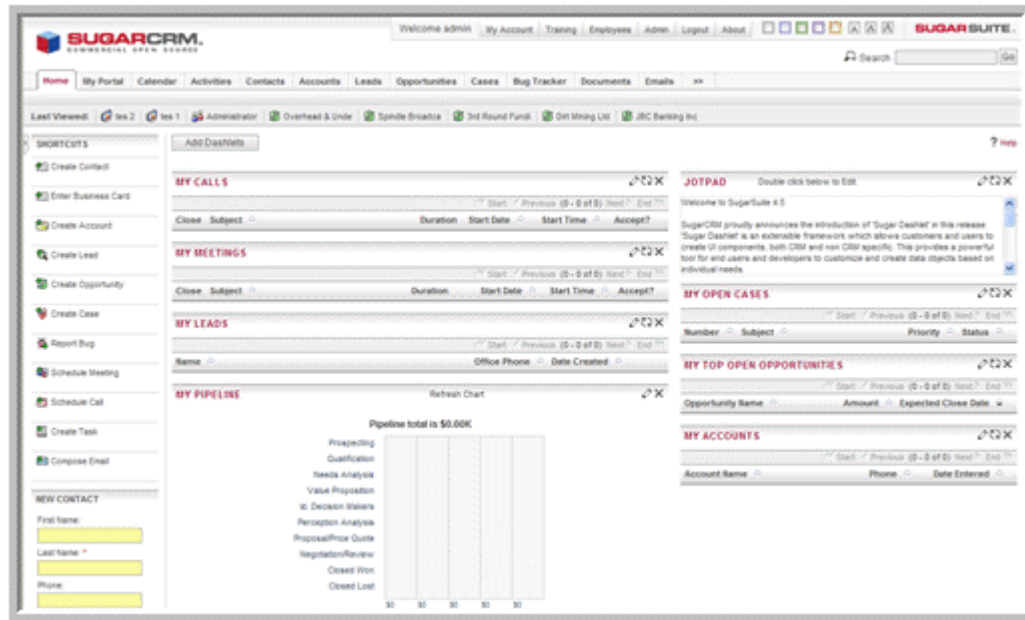 SUGARCRM.
COMMERCIAL OPEN SOURCE
Welcome admin My Account Training Employees Admin Logout About A A A SUGARSUITE.
Search Go
Home My Portal Calendar Activities Contacts Accounts Leads Opportunities Cases Bug Tracker Documents Emails >>
Last Viewed: tes 2 tes 1 Administrator Overhead & Unde Spindle Broadca 3rd Round Fundi Dirt Mining Ltd JBC Banking Inc
SHORTCUTS
Create Contact
Enter Business Card
Create Account
Create Lead
Create Opportunity
Create Case
Report Bug
Schedule Meeting
Schedule Call
Create Task
Compose Email
NEW CONTACT
First Name:
Last Name: *
Phone:
Add Dashlets
? Help
MY CALLS
Start Previous (0 - 0 of 0) Next End
Close Subject Duration Start Date Start Time Accept?
MY MEETINGS
Start Previous (0 - 0 of 0) Next End
Close Subject Duration Start Date Start Time Accept?
MY LEADS
Start Previous (0 - 0 of 0) Next End
Name Office Phone Date Created
MY PIPELINE Refresh Chart
Pipeline total is $0.00K
Prospecting
Qualification
Needs Analysis
Value Proposition
Id. Decision Makers
Perception Analysis
Proposal/Price Quote
Negotiation/Review
Closed Won
Closed Lost
$0 $0 $0 $0 $0
JOTPAD Double click below to Edit.
Welcome to SugarSuite 4.5
SugarCRM proudly announces the introduction of 'Sugar Dashlet' in this release.
'Sugar Dashlet' is an extensible framework which allows customers and users to
create UI components, both CRM and non CRM specific. This provides a powerful
tool for end users and developers to customize and create data objects based on
individual needs.
MY OPEN CASES
Start Previous (0 - 0 of 0) Next End
Number Subject Priority Status
MY TOP OPEN OPPORTUNITIES
Start Previous (0 - 0 of 0) Next End
Opportunity Name Amount Expected Close Date
MY ACCOUNTS
Start Previous (0 - 0 of 0) Next End
Account Name Phone Date Entered